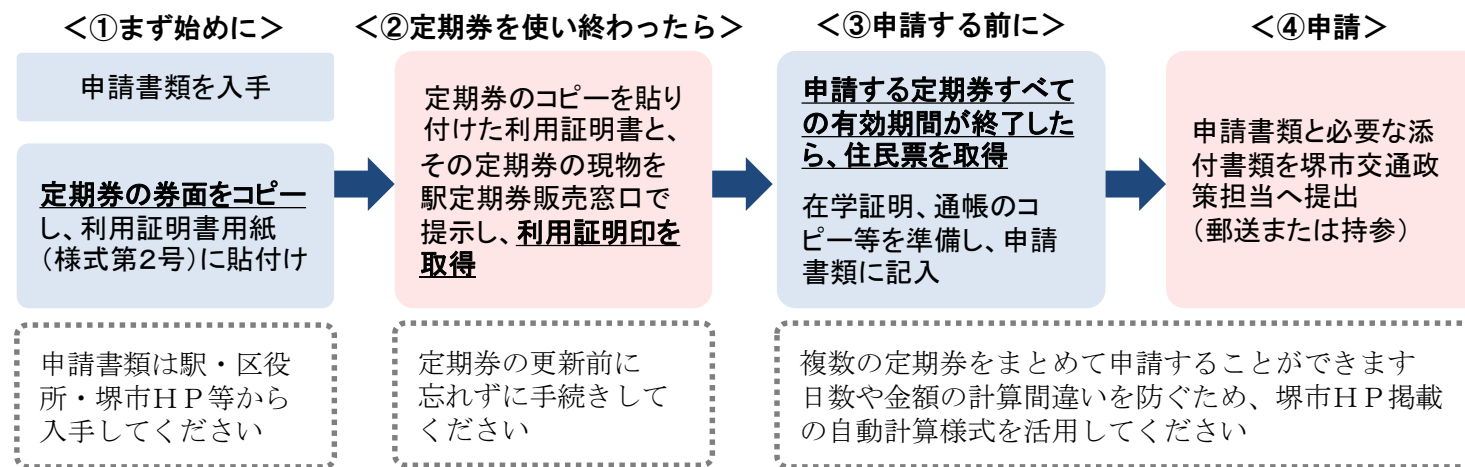 ＜①まず始めに＞
申請書類を入手
定期券の券面をコピー
し、利用証明書用紙
（様式第２号）に貼付け
申請書類は駅・区役
所・堺市ＨＰ等から
入手してください
＜②定期券を使い終わったら＞
定期券のコピーを貼り
付けた利用証明書と、
その定期券の現物を
駅定期券販売窓口で
提示し、利用証明印を
取得
定期券の更新前に
忘れずに手続きして
ください
＜③申請する前に＞
申請する定期券すべて
の有効期間が終了した
ら、住民票を取得
在学証明、通帳のコ
ピー等を準備し、申請
書類に記入
＜④申請＞
申請書類と必要な添
付書類を堺市交通政
策担当へ提出
（郵送または持参）
複数の定期券をまとめて申請することができます
日数や金額の計算間違いを防ぐため、堺市ＨＰ掲載
の自動計算様式を活用してください